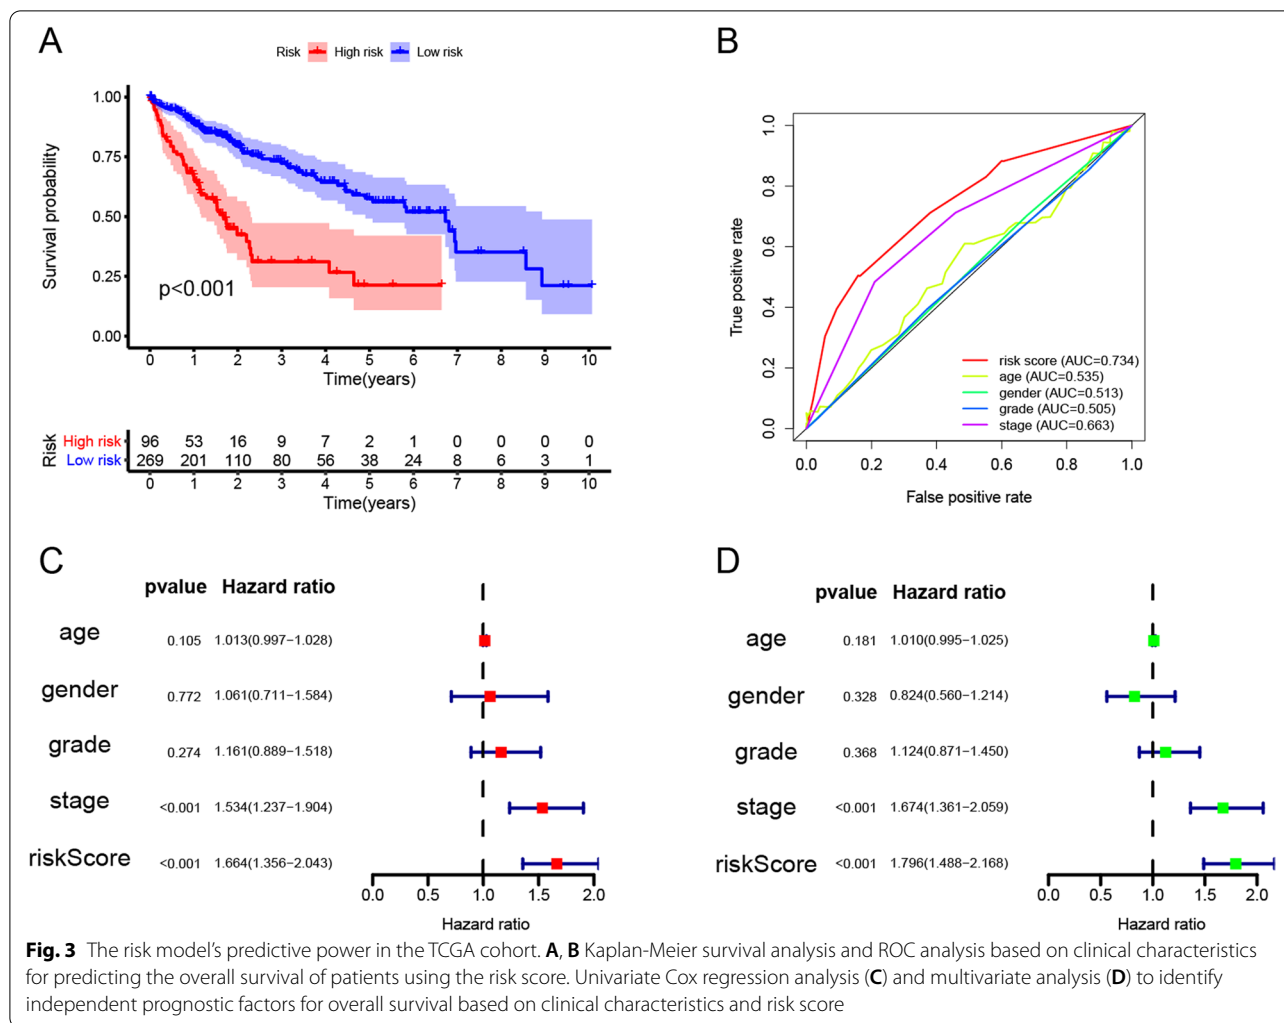 A
Risk High risk Low risk
1.00
0.75
0.50
0.25
0.00
Survival probability
p<0.001
0 1 2 3 4 5 6 7 8 9 10
Time(years)
Risk
High risk 96 53 16 9 7 2 1 0 0 0 0
Low risk 269 201 110 80 56 38 24 8 6 3 1
0 1 2 3 4 5 6 7 8 9 10
Time(years)
B
1.0
0.8
0.6
0.4
0.2
0.0
True positive rate
risk score (AUC=0.734)
age (AUC=0.535)
gender (AUC=0.513)
grade (AUC=0.505)
stage (AUC=0.663)
0.0 0.2 0.4 0.6 0.8 1.0
False positive rate
C
pvalue Hazard ratio
age 0.105 1.013(0.997−1.028)
gender 0.772 1.061(0.711−1.584)
grade 0.274 1.161(0.889−1.518)
stage <0.001 1.534(1.237−1.904)
riskScore <0.001 1.664(1.356−2.043)
0.0 0.5 1.0 1.5 2.0
Hazard ratio
D
pvalue Hazard ratio
age 0.181 1.010(0.995−1.025)
gender 0.328 0.824(0.560−1.214)
grade 0.368 1.124(0.871−1.450)
stage <0.001 1.674(1.361−2.059)
riskScore <0.001 1.796(1.488−2.168)
0.0 0.5 1.0 1.5 2.0
Hazard ratio
Fig. 3 The risk model's predictive power in the TCGA cohort. A, B Kaplan-Meier survival analysis and ROC analysis based on clinical characteristics
for predicting the overall survival of patients using the risk score. Univariate Cox regression analysis (C) and multivariate analysis (D) to identify
independent prognostic factors for overall survival based on clinical characteristics and risk score